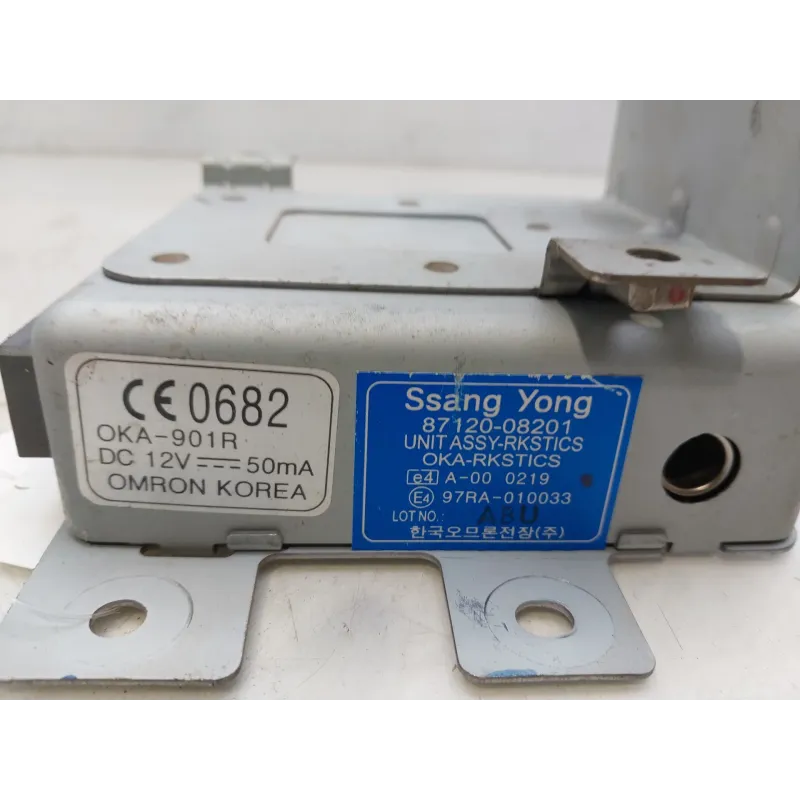 CE 0682
OKA-901R
DC 12V ⎓ 50mA
OMRON KOREA
Ssang Yong
87120-08201
UNIT ASSY-RKSTICS
OKA-RKSTICS
e4 A-00 0219
E4 97RA-010033
LOT NO.: A8U
한국오므론전장(주)